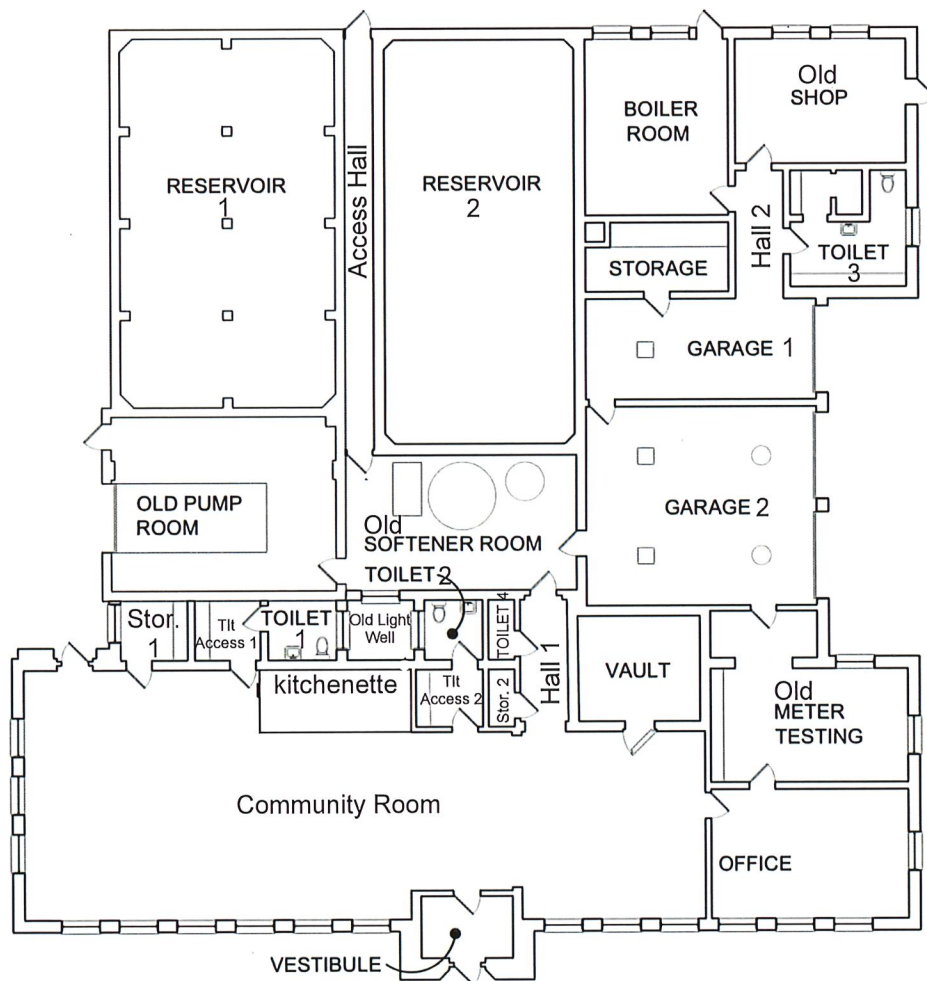 RESERVOIR
1
Access Hall
RESERVOIR
2
BOILER
ROOM
Old
SHOP
Hall 2
TOILET
3
STORAGE
GARAGE 1
OLD PUMP
ROOM
Old
SOFTENER ROOM
GARAGE 2
TOILET 2
Stor.
1
Tlt
Access 1
TOILET
1
Old Light
Well
TOILET 4
Hall 1
VAULT
kitchenette
Tlt
Access 2
Stor. 2
Old
METER
TESTING
Community Room
OFFICE
VESTIBULE